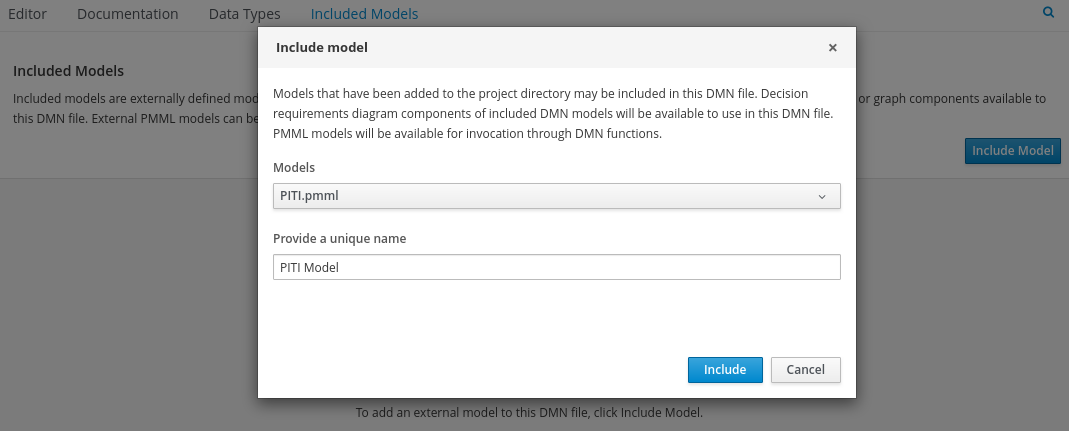 Editor Documentation Data Types Included Models
Include model
Included Models
Included models are externally defined mod
or graph components available to
this DMN file. External PMML models can be
Include Model
Models that have been added to the project directory may be included in this DMN file. Decision
requirements diagram components of included DMN models will be available to use in this DMN file.
PMML models will be available for invocation through DMN functions.
Models
PITI.pmml
Provide a unique name
PITI Model
Include Cancel
To add an external model to this DMN file, click Include Model.